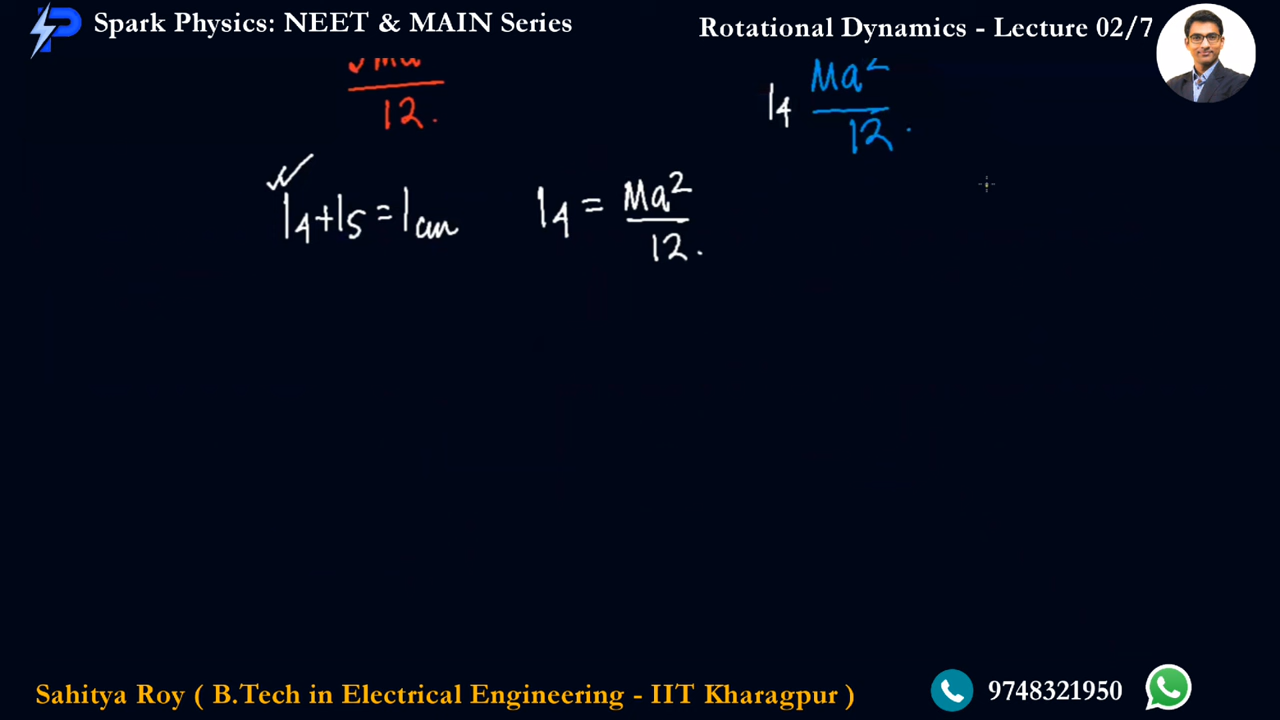 Spark Physics: NEET & MAIN Series
Rotational Dynamics - Lecture 02/7
12.
I4 Ma²
12.
I4+I5=Icm
I4 = Ma²
12.
Sahitya Roy ( B.Tech in Electrical Engineering - IIT Kharagpur )
9748321950